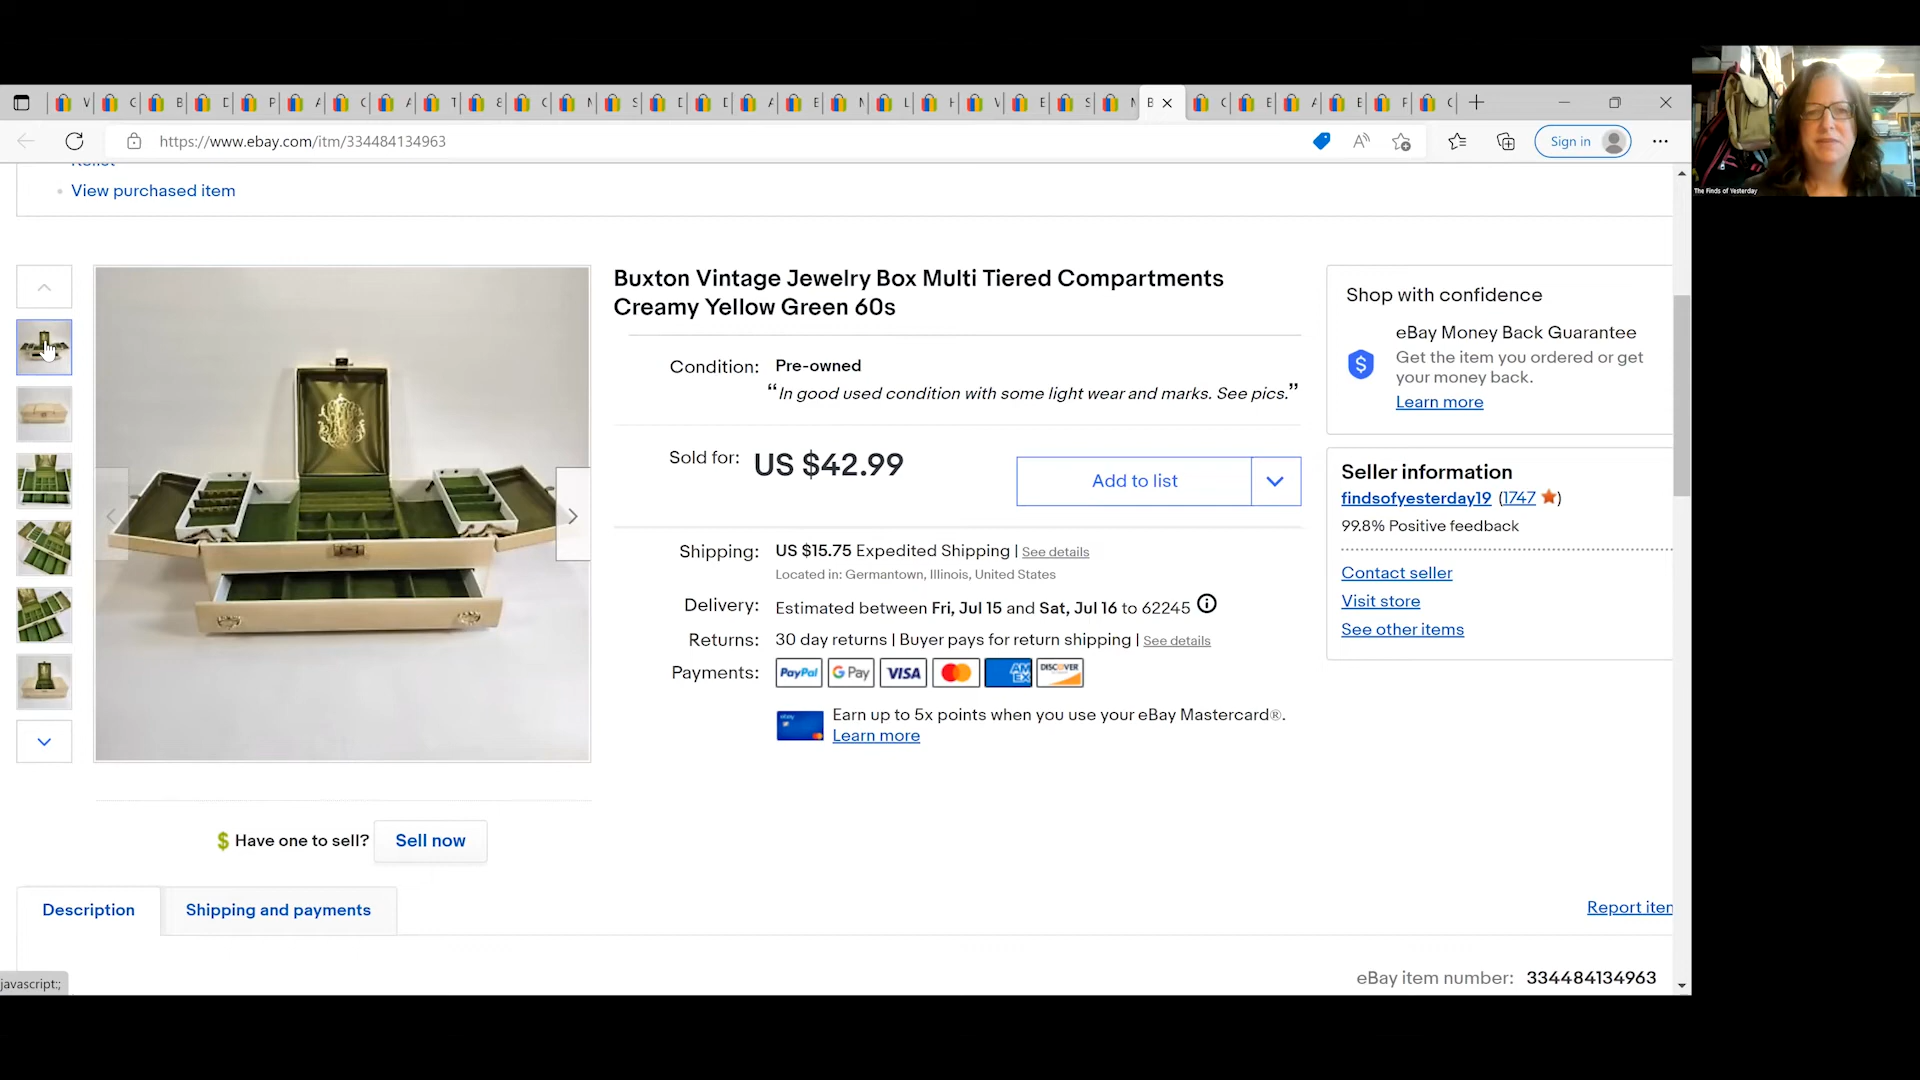 https://www.ebay.com/itm/334484134963
Sign in
The Finds of Yesterday
View purchased item
Buxton Vintage Jewelry Box Multi Tiered Compartments
Creamy Yellow Green 60s
Condition: Pre-owned
“In good used condition with some light wear and marks. See pics.”
Sold for: US $42.99
Add to list
Shipping: US $15.75 Expedited Shipping | See details
Located in: Germantown, Illinois, United States
Delivery: Estimated between Fri, Jul 15 and Sat, Jul 16 to 62245
Returns: 30 day returns | Buyer pays for return shipping | See details
Payments: PayPal G Pay VISA AM EX DISCOVER
Earn up to 5x points when you use your eBay Mastercard®.
Learn more
Shop with confidence
eBay Money Back Guarantee
Get the item you ordered or get
your money back.
Learn more
Seller information
findsofyesterday19 (1747)
99.8% Positive feedback
Contact seller
Visit store
See other items
Have one to sell? Sell now
Description
Shipping and payments
Report item
eBay item number: 334484134963
javascript:;